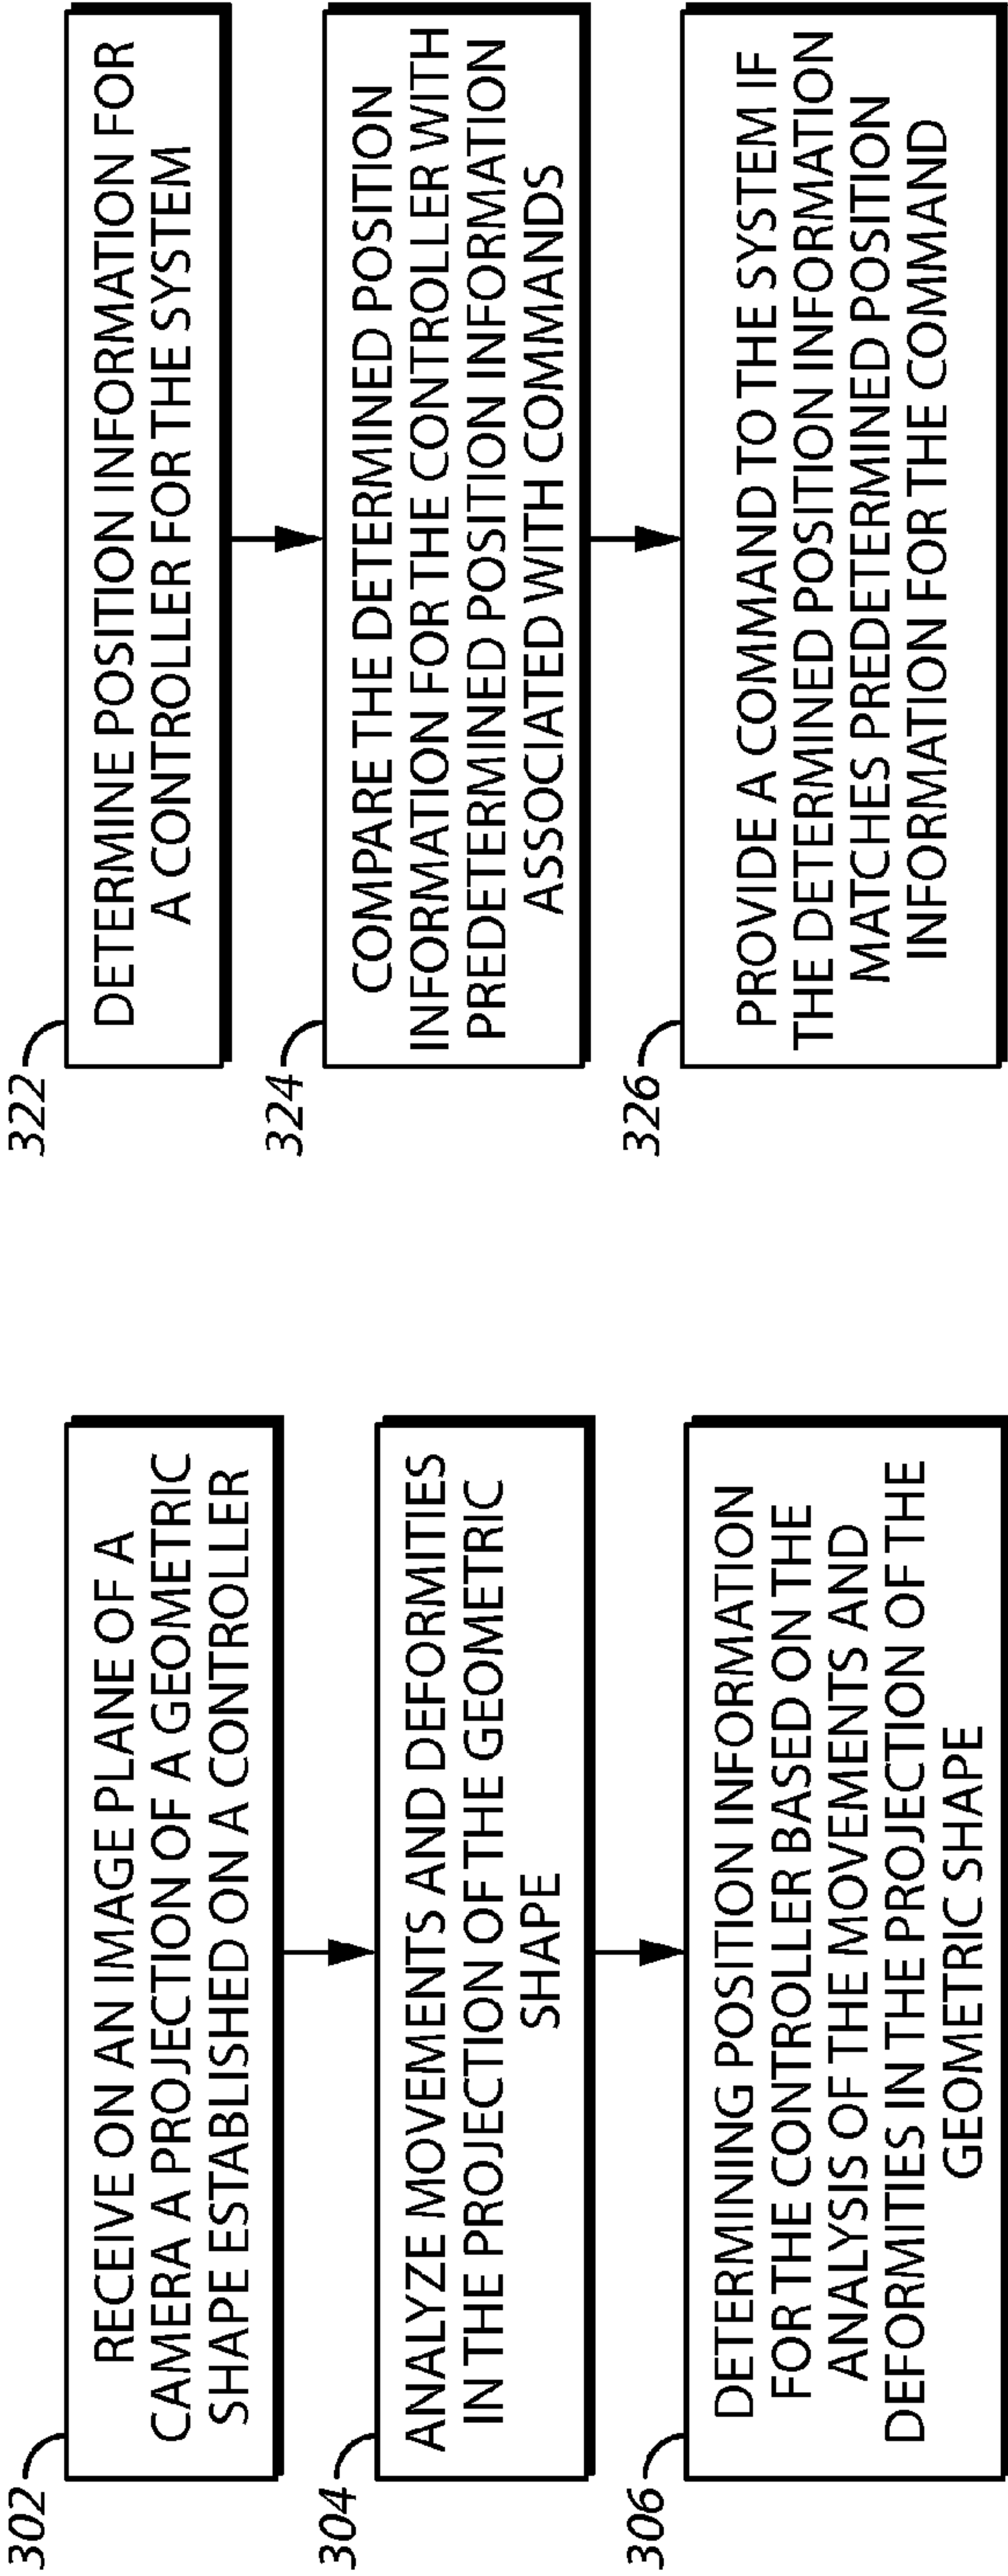 302
RECEIVE ON AN IMAGE PLANE OF A
CAMERA A PROJECTION OF A GEOMETRIC
SHAPE ESTABLISHED ON A CONTROLLER
304
ANALYZE MOVEMENTS AND DEFORMITIES
IN THE PROJECTION OF THE GEOMETRIC
SHAPE
306
DETERMINING POSITION INFORMATION
FOR THE CONTROLLER BASED ON THE
ANALYSIS OF THE MOVEMENTS AND
DEFORMITIES IN THE PROJECTION OF THE
GEOMETRIC SHAPE
322
DETERMINE POSITION INFORMATION FOR
A CONTROLLER FOR THE SYSTEM
324
COMPARE THE DETERMINED POSITION
INFORMATION FOR THE CONTROLLER WITH
PREDETERMINED POSITION INFORMATION
ASSOCIATED WITH COMMANDS
326
PROVIDE A COMMAND TO THE SYSTEM IF
THE DETERMINED POSITION INFORMATION
MATCHES PREDETERMINED POSITION
INFORMATION FOR THE COMMAND